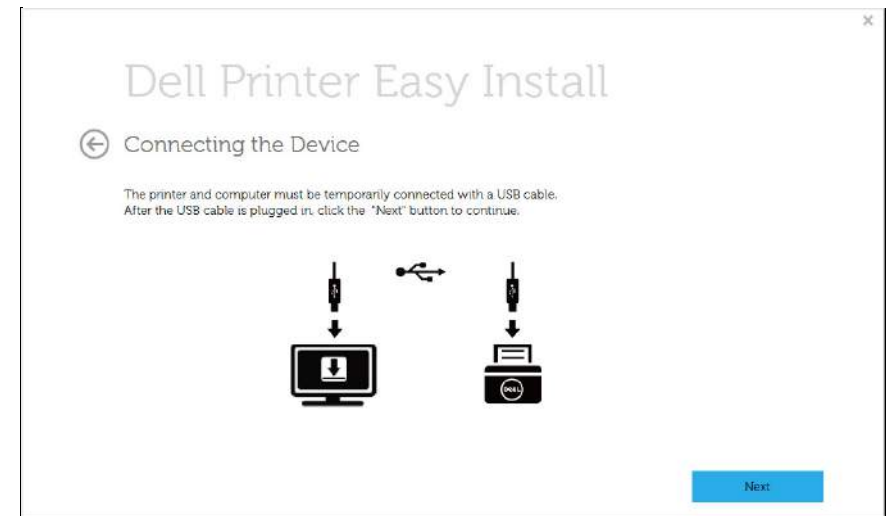 Dell Printer Easy Install
Connecting the Device
The printer and computer must be temporarily connected with a USB cable.
After the USB cable is plugged in, click the "Next" button to continue.
DELL
Next